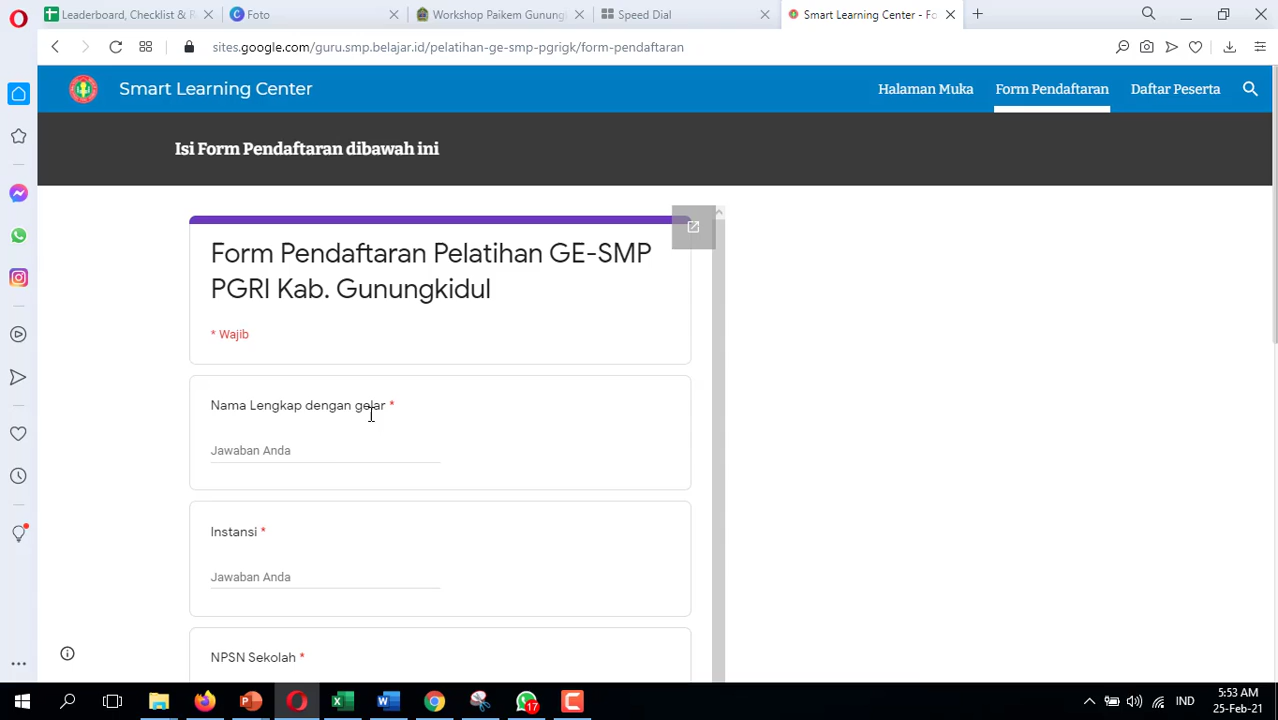 Leaderboard, Checklist & P
Foto
Workshop Paikem Gunung
Speed Dial
Smart Learning Center - Fo
sites.google.com/guru.smp.belajar.id/pelatihan-ge-smp-pgrigk/form-pendaftaran
Smart Learning Center
Halaman Muka
Form Pendaftaran
Daftar Peserta
Isi Form Pendaftaran dibawah ini
Form Pendaftaran Pelatihan GE-SMP
PGRI Kab. Gunungkidul
* Wajib
Nama Lengkap dengan gelar *
Jawaban Anda
Instansi *
Jawaban Anda
NPSN Sekolah *
17
IND
5:53 AM
25-Feb-21